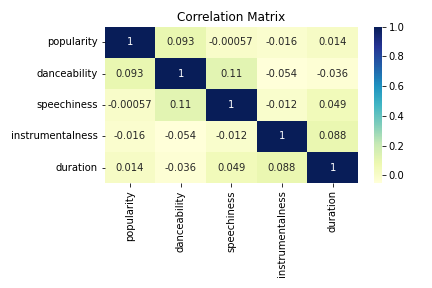 Correlation Matrix
popularity 1 0.093 -0.00057 -0.016 0.014
danceability 0.093 1 0.11 -0.054 -0.036
speechiness -0.00057 0.11 1 -0.012 0.049
instrumentalness -0.016 -0.054 -0.012 1 0.088
duration 0.014 -0.036 0.049 0.088 1
popularity danceability speechiness instrumentalness duration
1.0
0.8
0.6
0.4
0.2
0.0